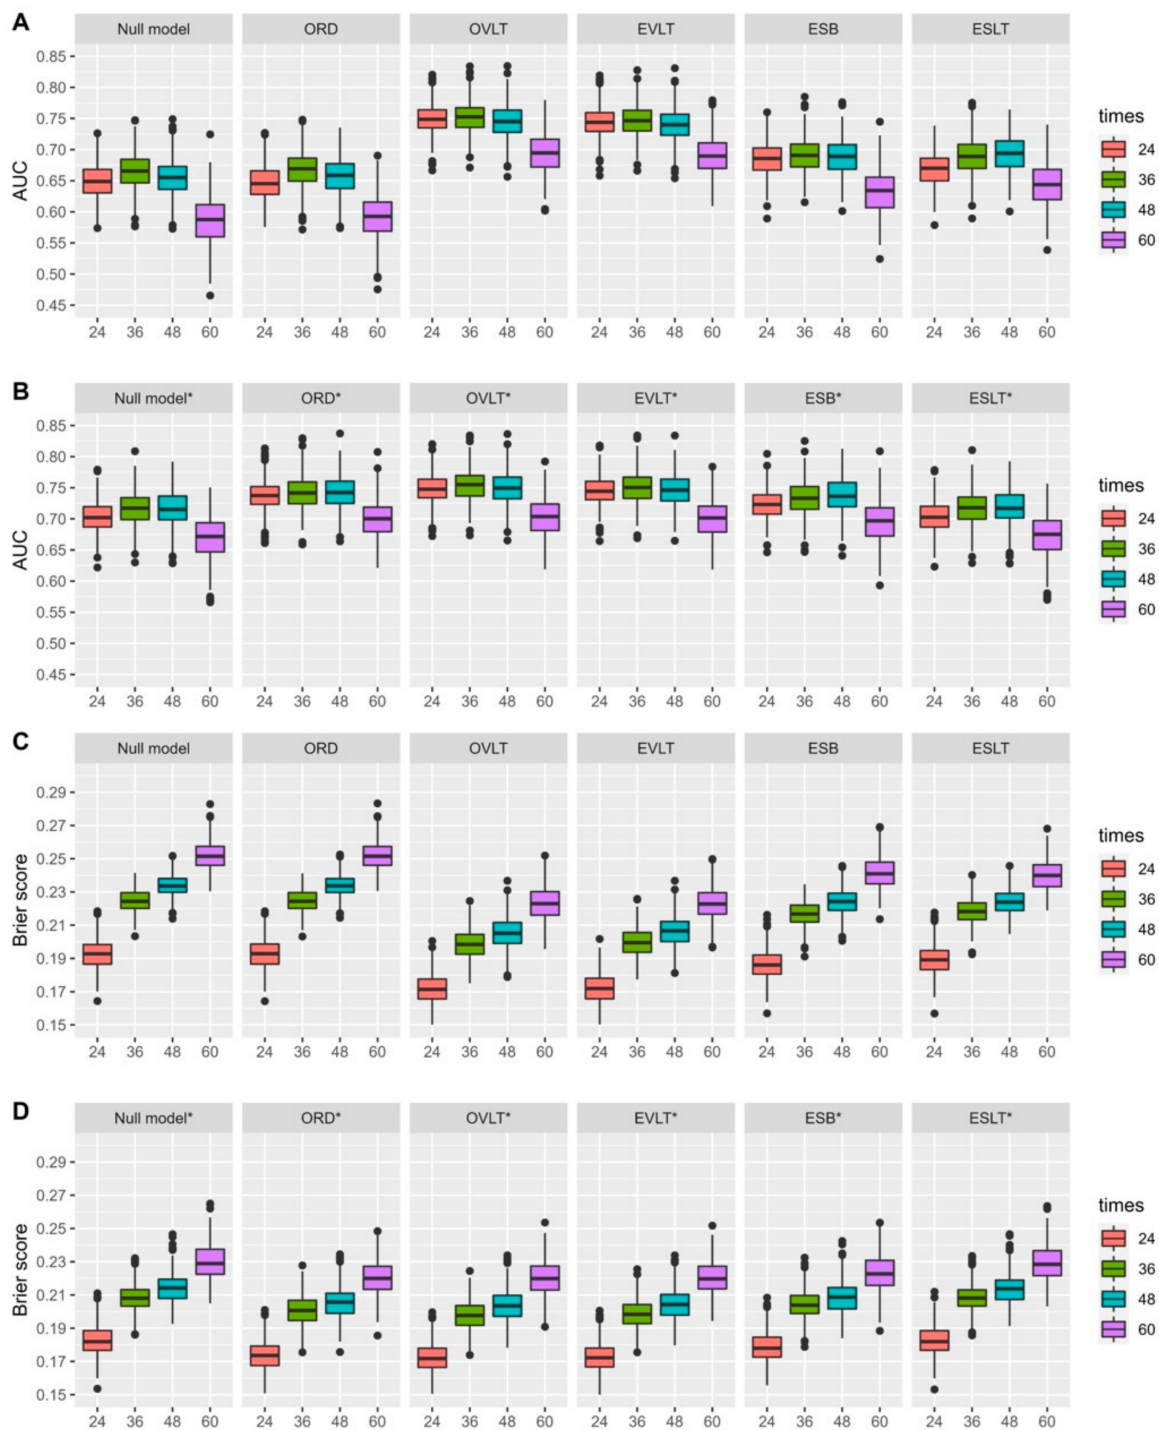 A
Null model ORD OVLT EVLT ESB ESLT
0.85
0.80
0.75
0.70
0.65
0.60
0.55
0.50
0.45
AUC
24 36 48 60 24 36 48 60 24 36 48 60 24 36 48 60 24 36 48 60 24 36 48 60
times
24
36
48
60
B
Null model* ORD* OVLT* EVLT* ESB* ESLT*
0.85
0.80
0.75
0.70
0.65
0.60
0.55
0.50
0.45
AUC
24 36 48 60 24 36 48 60 24 36 48 60 24 36 48 60 24 36 48 60 24 36 48 60
times
24
36
48
60
C
Null model ORD OVLT EVLT ESB ESLT
0.29
0.27
0.25
0.23
0.21
0.19
0.17
0.15
Brier score
24 36 48 60 24 36 48 60 24 36 48 60 24 36 48 60 24 36 48 60 24 36 48 60
times
24
36
48
60
D
Null model* ORD* OVLT* EVLT* ESB* ESLT*
0.29
0.27
0.25
0.23
0.21
0.19
0.17
0.15
Brier score
24 36 48 60 24 36 48 60 24 36 48 60 24 36 48 60 24 36 48 60 24 36 48 60
times
24
36
48
60